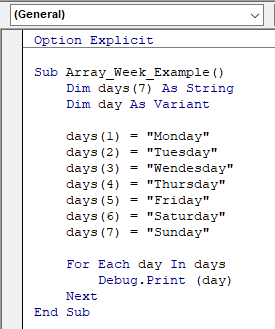 (General)
Option Explicit
Sub Array_Week_Example()
Dim days(7) As String
Dim day As Variant
days(1) = "Monday"
days(2) = "Tuesday"
days(3) = "Wendesday"
days(4) = "Thursday"
days(5) = "Friday"
days(6) = "Saturday"
days(7) = "Sunday"
For Each day In days
Debug.Print (day)
Next
End Sub